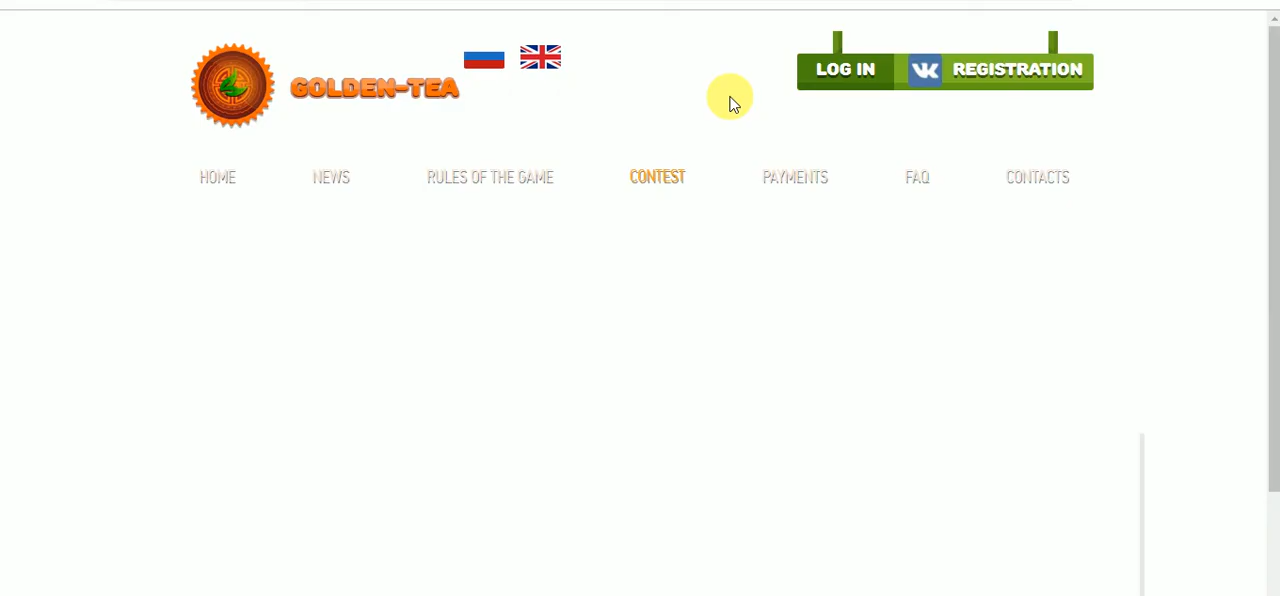 GOLDEN-TEA
LOG IN
REGISTRATION
HOME
NEWS
RULES OF THE GAME
CONTEST
PAYMENTS
FAQ
CONTACTS